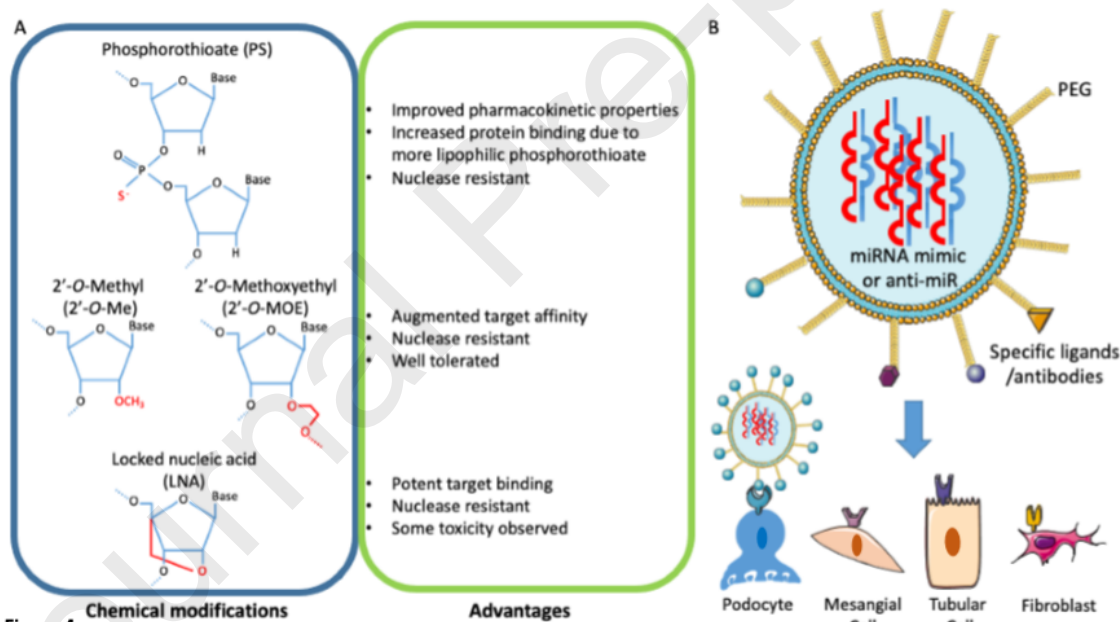 A
Phosphorothioate (PS)
O
Base
O
H
O
P
S⁻
O
O
Base
O
H
2’-O-Methyl
(2’-O-Me)
O
O
Base
O
OCH₃
2’-O-Methoxyethyl
(2’-O-MOE)
O
O
Base
O
O
O
Locked nucleic acid
(LNA)
O
O
Base
O
O
Chemical modifications
• Improved pharmacokinetic properties
• Increased protein binding due to
more lipophilic phosphorothioate
• Nuclease resistant
• Augmented target affinity
• Nuclease resistant
• Well tolerated
• Potent target binding
• Nuclease resistant
• Some toxicity observed
Advantages
B
PEG
miRNA mimic
or anti-miR
Specific ligands
/antibodies
Podocyte
Mesangial
Tubular
Fibroblast